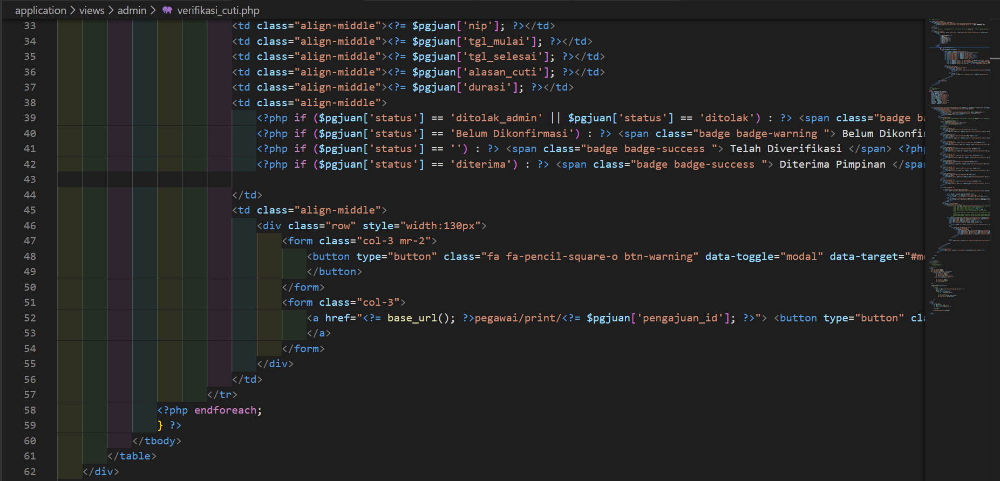 application > views > admin > verifikasi_cuti.php
33 <td class="align-middle"><?= $pgjuan['nip']; ?></td>
34 <td class="align-middle"><?= $pgjuan['tgl_mulai']; ?></td>
35 <td class="align-middle"><?= $pgjuan['tgl_selesai']; ?></td>
36 <td class="align-middle"><?= $pgjuan['alasan_cuti']; ?></td>
37 <td class="align-middle"><?= $pgjuan['durasi']; ?></td>
38 <td class="align-middle">
39 <?php if ($pgjuan['status'] == 'ditolak_admin' || $pgjuan['status'] == 'ditolak') : ?> <span class="badge b
40 <?php if ($pgjuan['status'] == 'Belum Dikonfirmasi') : ?> <span class="badge badge-warning "> Belum Dikonfi
41 <?php if ($pgjuan['status'] == '') : ?> <span class="badge badge-success "> Telah Diverifikasi </span> <?php
42 <?php if ($pgjuan['status'] == 'diterima') : ?> <span class="badge badge-success "> Diterima Pimpinan </spa
43
44 </td>
45 <td class="align-middle">
46 <div class="row" style="width:130px">
47 <form class="col-3 mr-2">
48 <button type="button" class="fa fa-pencil-square-o btn-warning" data-toggle="modal" data-target="#m
49 </button>
50 </form>
51 <form class="col-3">
52 <a href="<?= base_url(); ?>pegawai/print/<?= $pgjuan['pengajuan_id']; ?>"> <button type="button" cl
53 </a>
54 </form>
55 </div>
56 </td>
57 </tr>
58 <?php endforeach;
59 } ?>
60 </tbody>
61 </table>
62 </div>